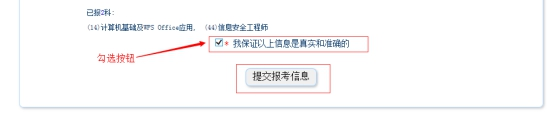 已报2科：
(14)计算机基础及WPS Office应用, (44)信息安全工程师
* 我保证以上信息是真实和准确的
勾选按钮
提交报考信息